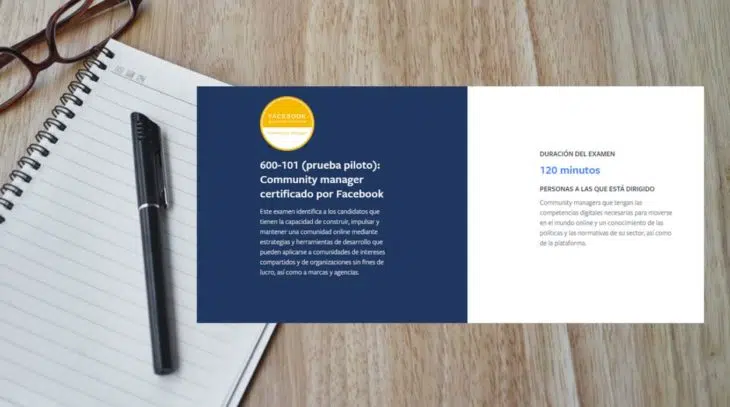 FACEBOOK
600-101 (prueba piloto):
Community manager
certificado por Facebook
Este examen identifica a los candidatos que
tienen la capacidad de construir, impulsar y
mantener una comunidad online mediante
estrategias y herramientas de desarrollo que
pueden aplicarse a comunidades de intereses
compartidos y de organizaciones sin fines de
lucro, así como a marcas y agencias.
DURACIÓN DEL EXAMEN
120 minutos
PERSONAS A LAS QUE ESTÁ DIRIGIDO
Community managers que tengan las
competencias digitales necesarias para moverse
en el mundo online y un conocimiento de las
políticas y las normativas de su sector, así como
de la plataforma.